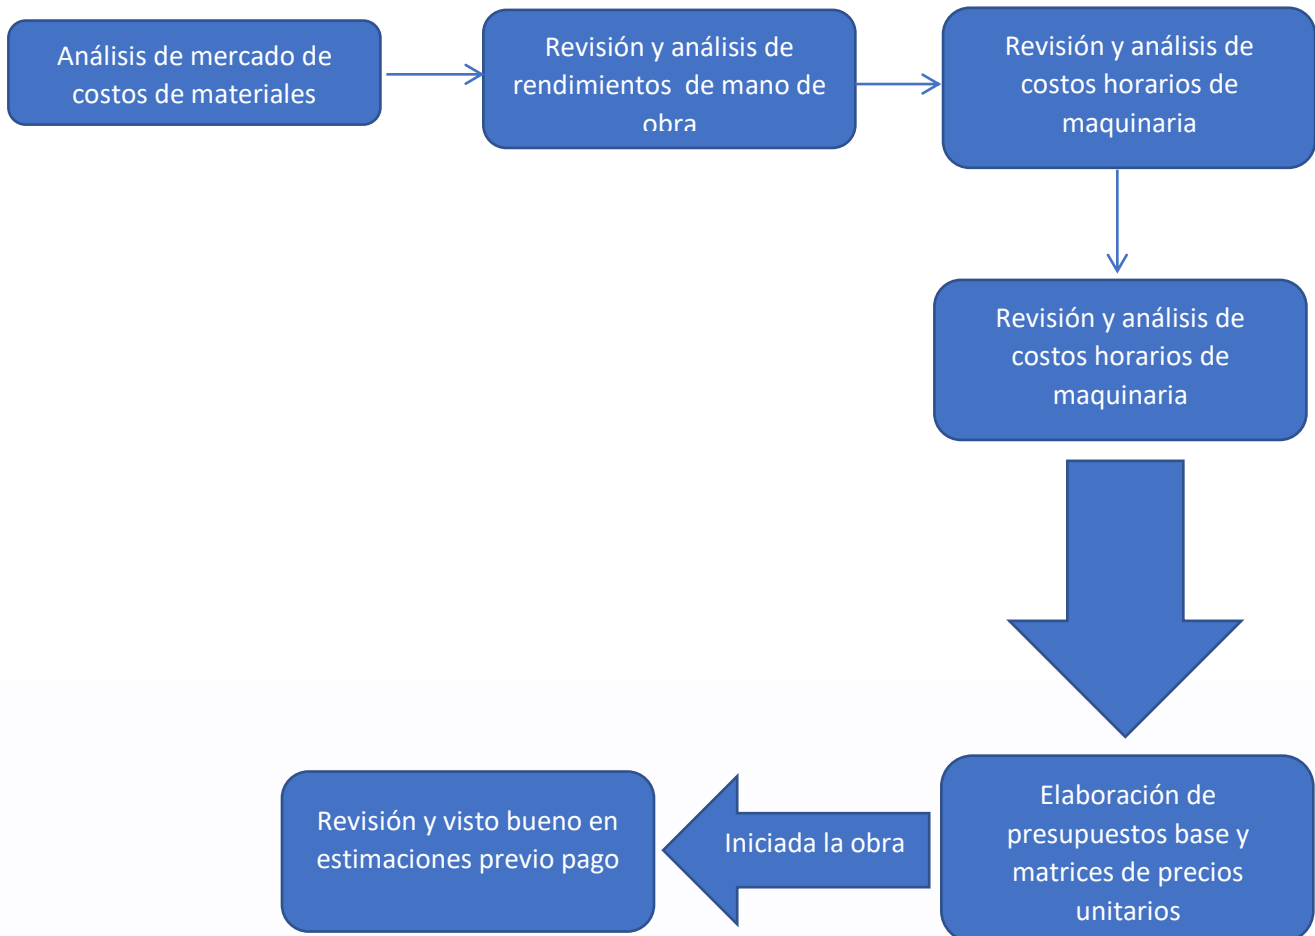 Análisis de mercado de
costos de materiales
Revisión y análisis de
rendimientos  de mano de
obra
Revisión y análisis de
costos horarios de
maquinaria
Revisión y análisis de
costos horarios de
maquinaria
Elaboración de
presupuestos base y
matrices de precios
unitarios
Iniciada la obra
Revisión y visto bueno en
estimaciones previo pago